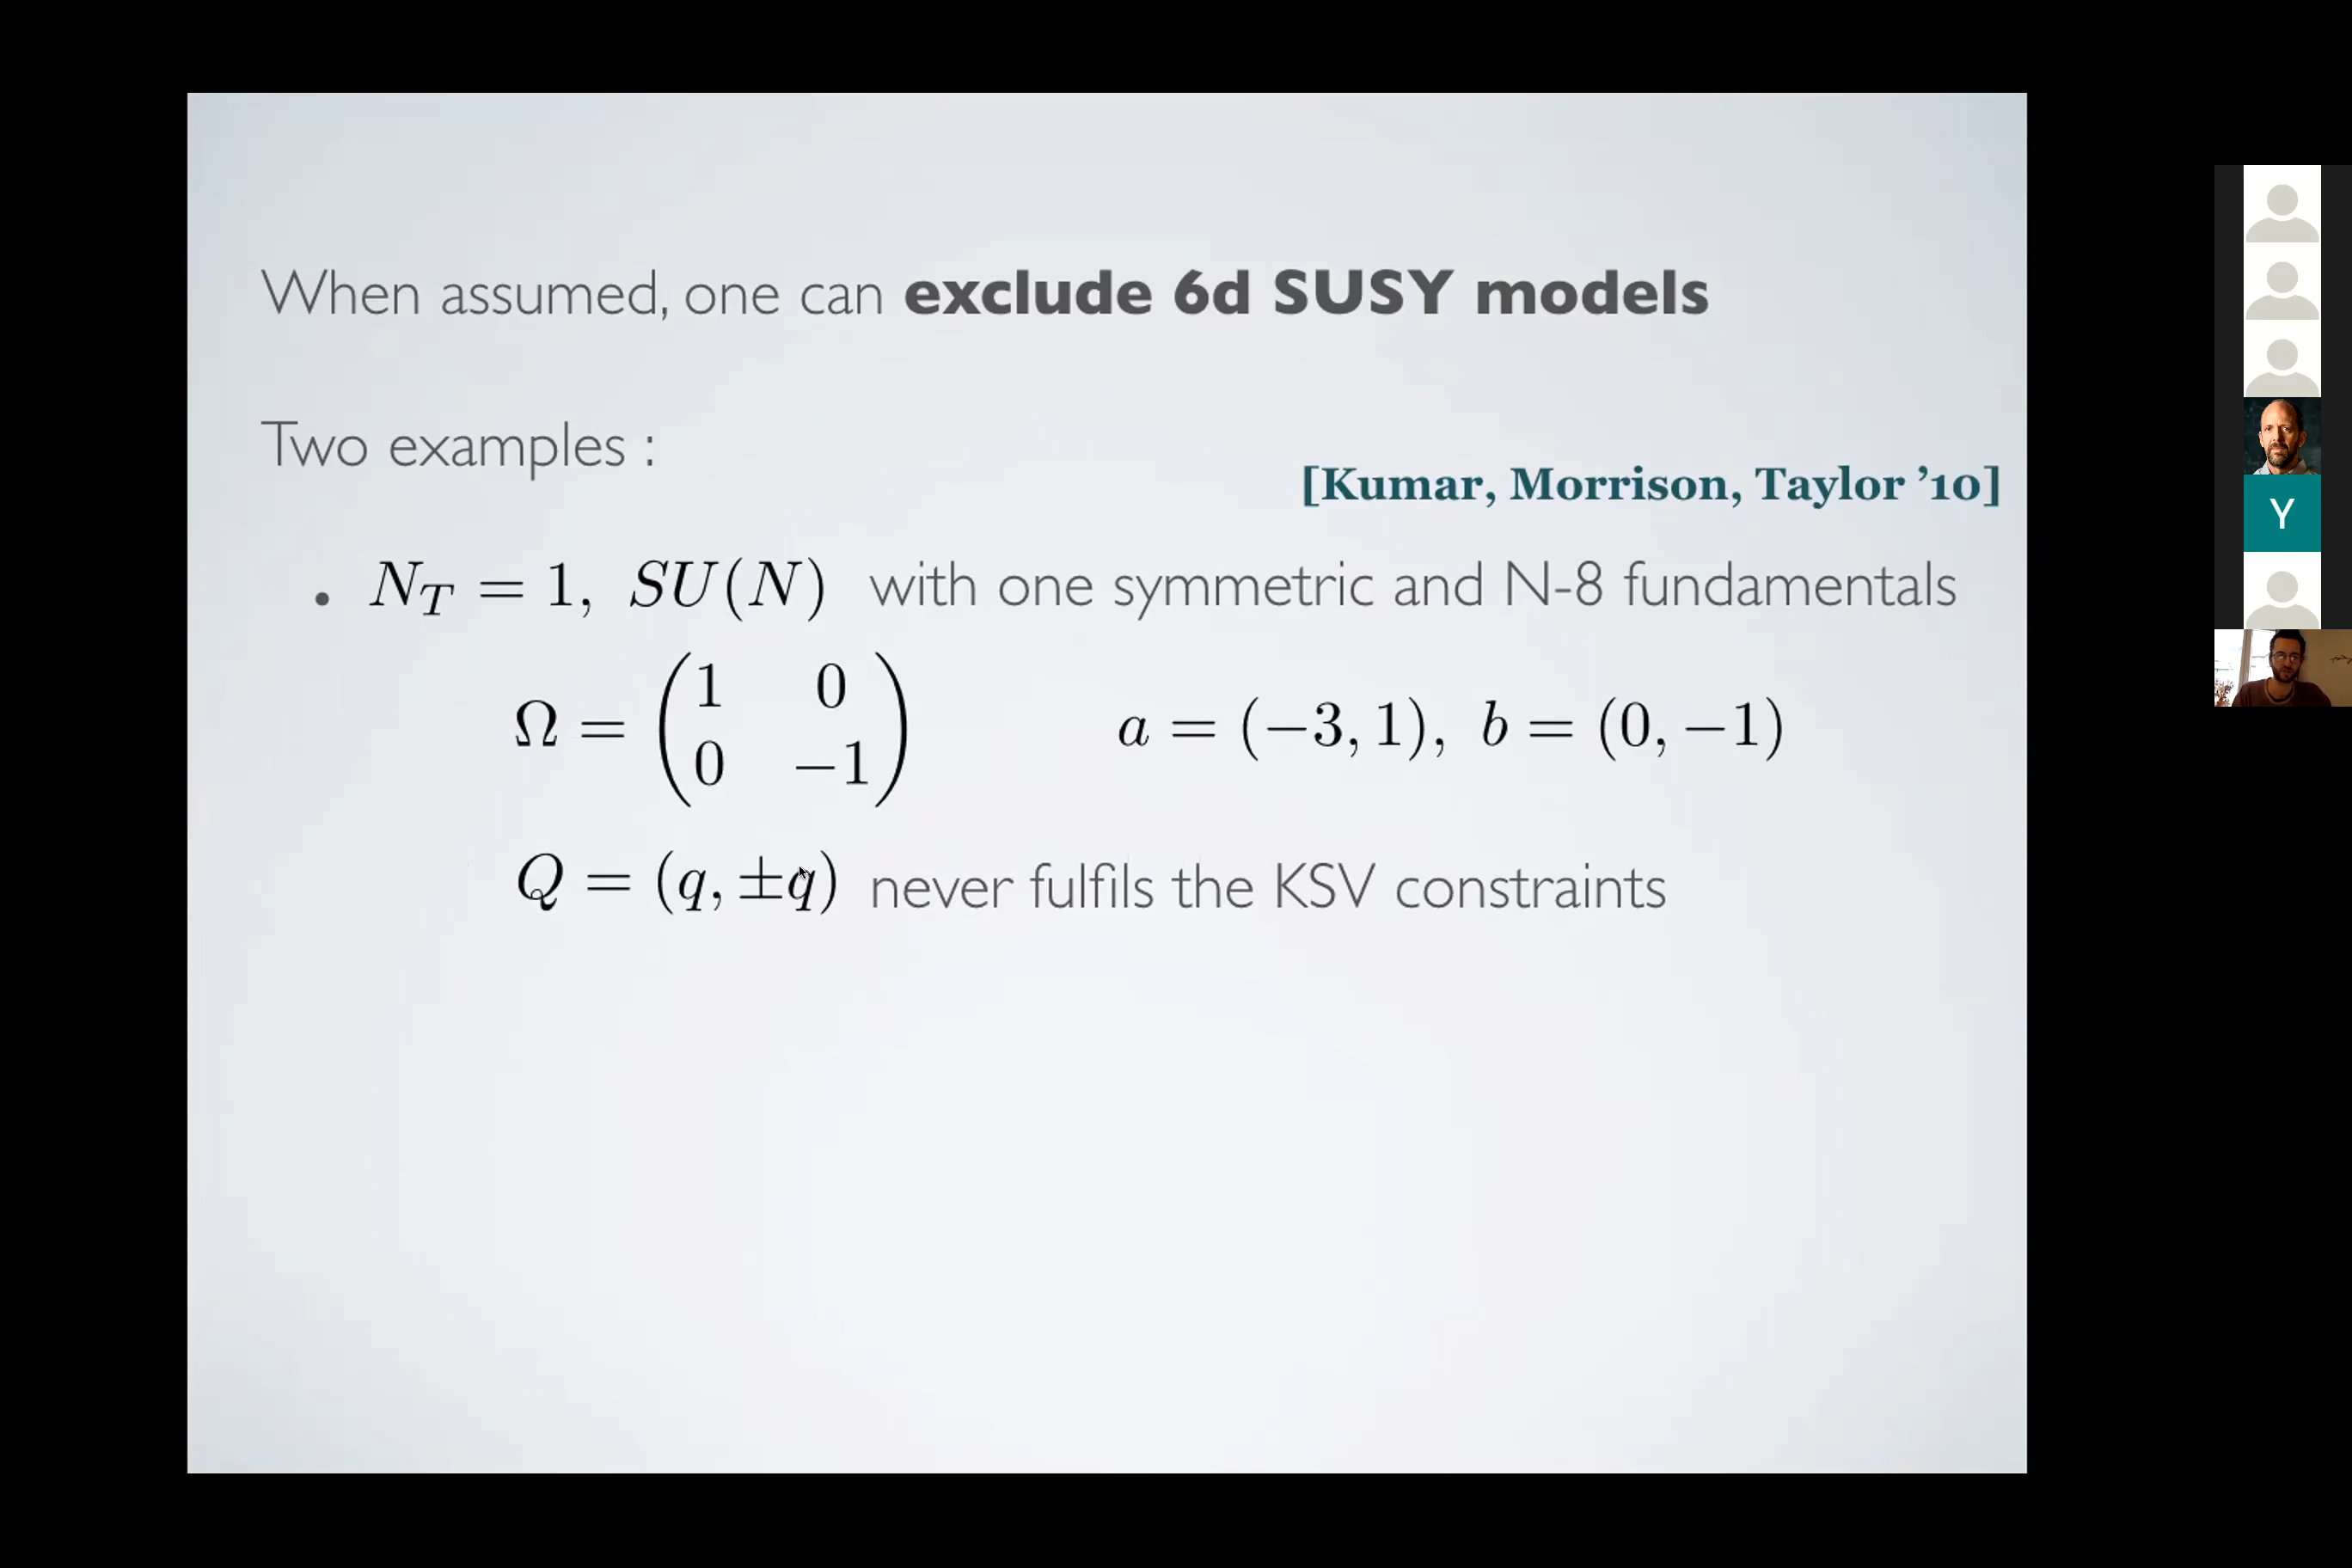 When assumed, one can exclude 6d SUSY models
Two examples :
[Kumar, Morrison, Taylor ’10]
• N_T = 1, SU(N) with one symmetric and N-8 fundamentals
Ω = (1 0
0 −1) a = (−3, 1), b = (0, −1)
Q = (q, ±q) never fulfils the KSV constraints
Y